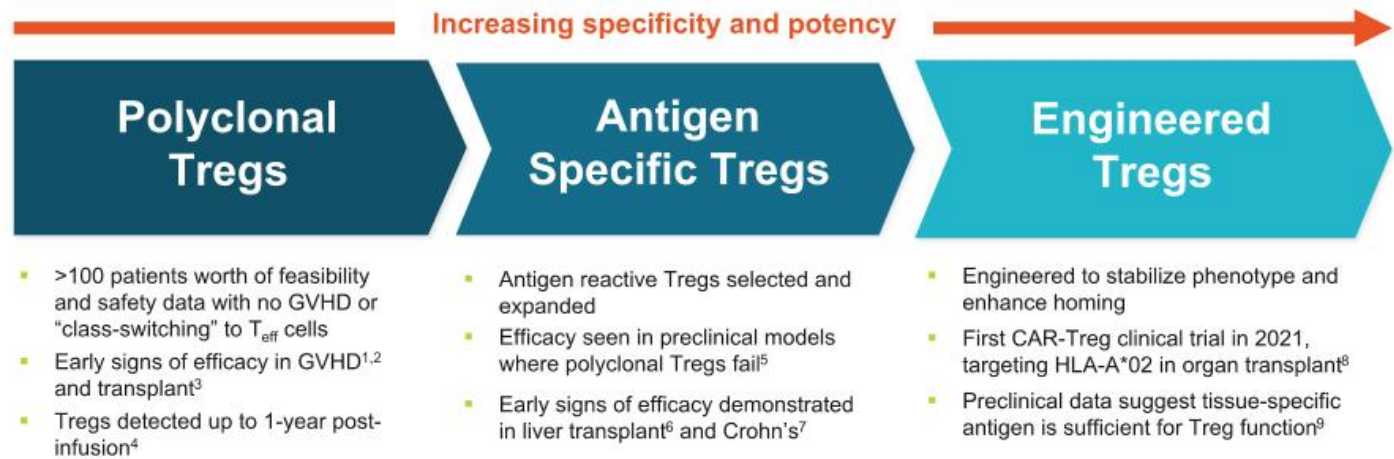 Increasing specificity and potency
Polyclonal
Tregs
Antigen
Specific Tregs
Engineered
Tregs
▪ >100 patients worth of feasibility
and safety data with no GVHD or
“class-switching” to Teff cells
▪ Early signs of efficacy in GVHD1,2
and transplant3
▪ Tregs detected up to 1-year post-
infusion4
▪ Antigen reactive Tregs selected and
expanded
▪ Efficacy seen in preclinical models
where polyclonal Tregs fail5
▪ Early signs of efficacy demonstrated
in liver transplant6 and Crohn’s7
▪ Engineered to stabilize phenotype and
enhance homing
▪ First CAR-Treg clinical trial in 2021,
targeting HLA-A*02 in organ transplant8
▪ Preclinical data suggest tissue-specific
antigen is sufficient for Treg function9